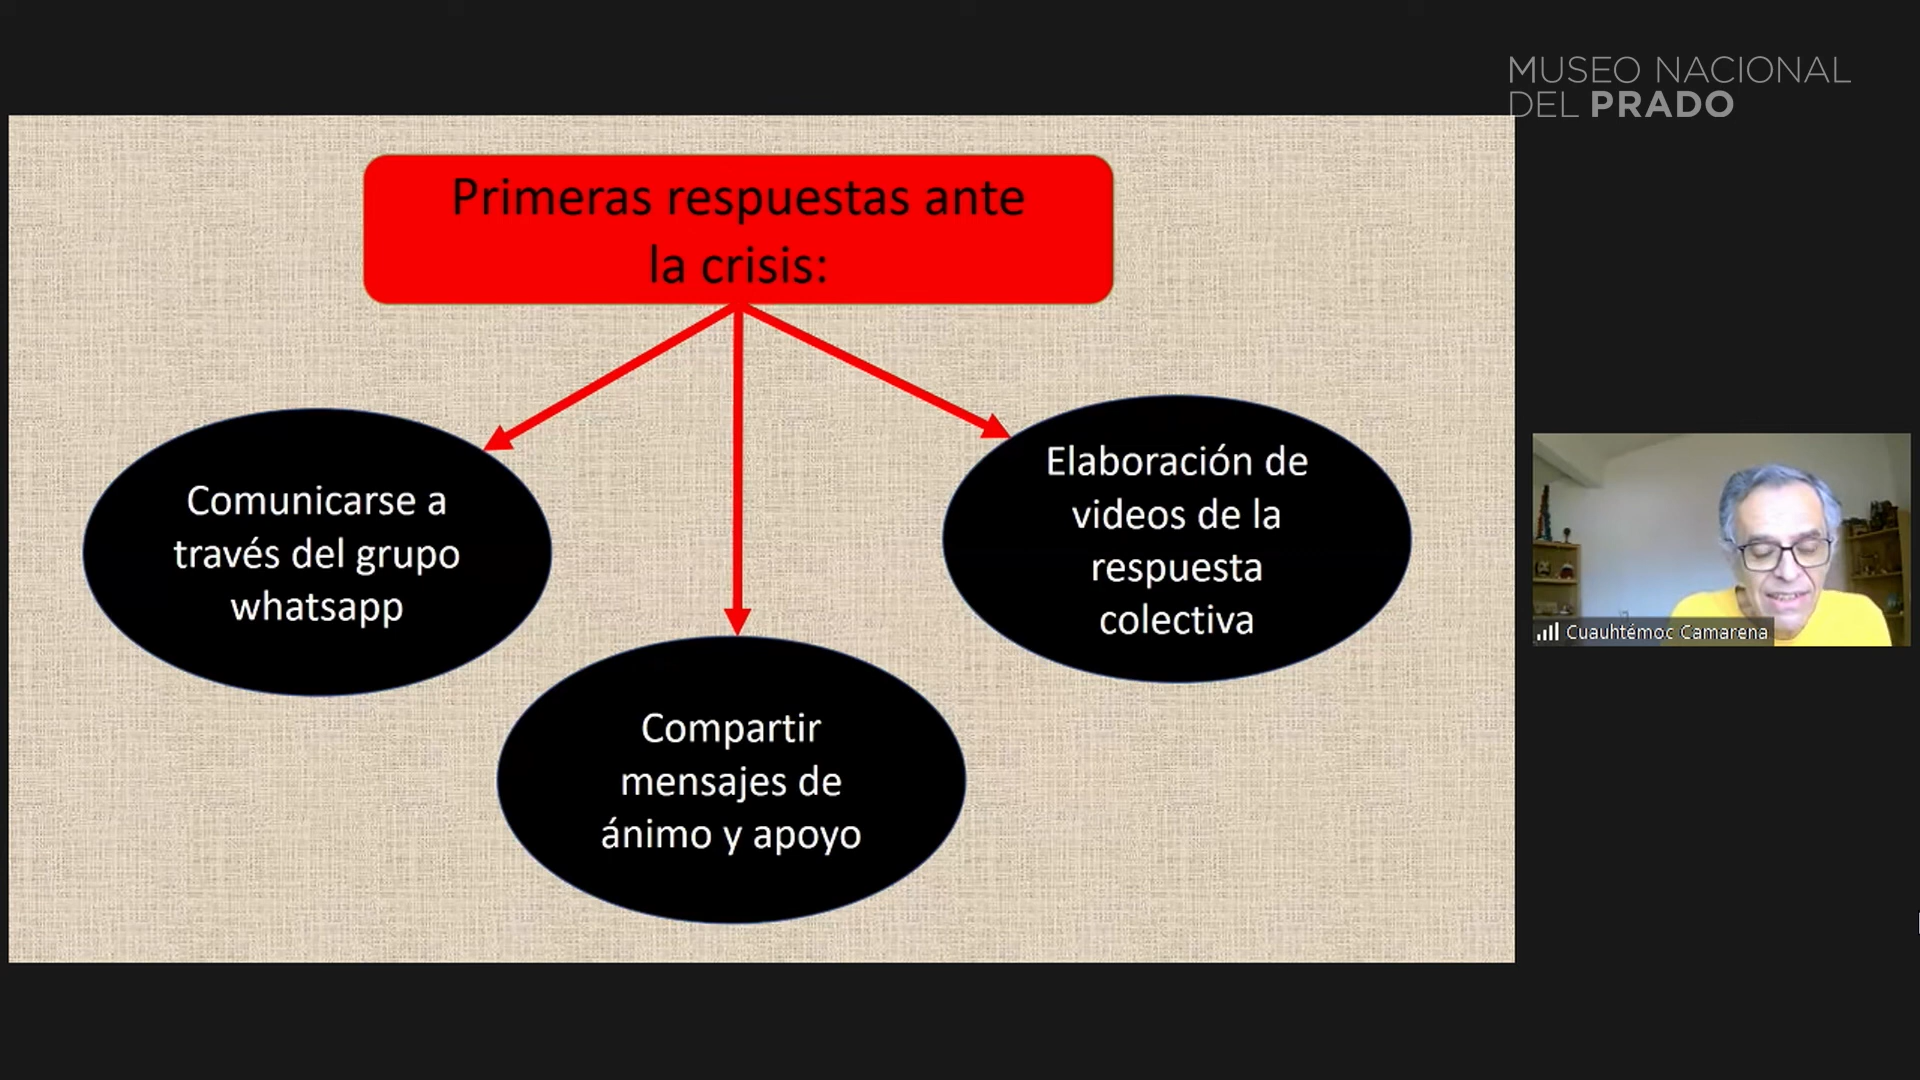 MUSEO NACIONAL
DEL PRADO
Primeras respuestas ante
la crisis:
Comunicarse a
través del grupo
whatsapp
Compartir
mensajes de
ánimo y apoyo
Elaboración de
videos de la
respuesta
colectiva
Cuauhtémoc Camarena